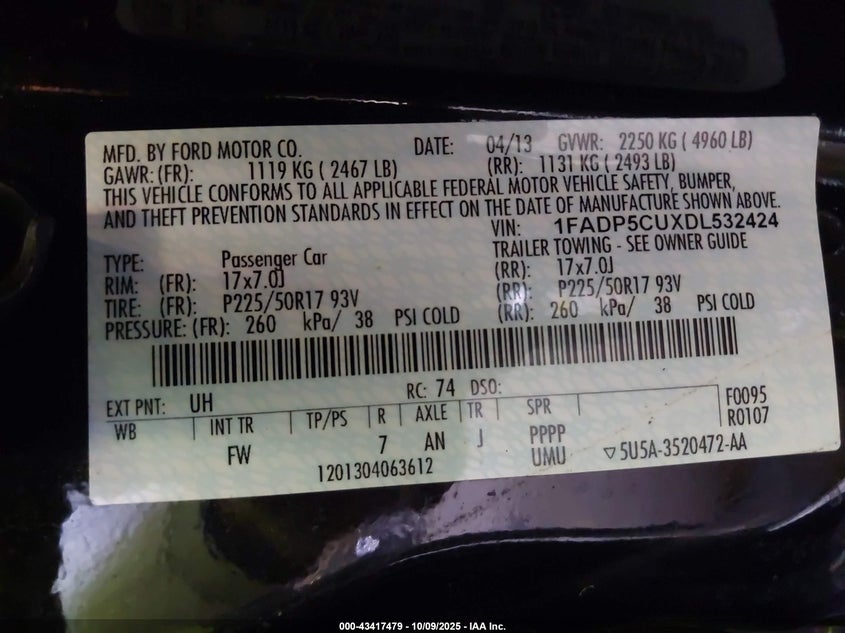 MFD. BY FORD MOTOR CO. DATE: 04/13 GVWR: 2250 KG ( 4960 LB)
GAWR:(FR): 1119 KG ( 2467 LB) (RR): 1131 KG ( 2493 LB)
THIS VEHICLE CONFORMS TO ALL APPLICABLE FEDERAL MOTOR VEHICLE SAFETY, BUMPER,
AND THEFT PREVENTION STANDARDS IN EFFECT ON THE DATE OF MANUFACTURE SHOWN ABOVE.
VIN: 1FADP5CUXDL532424
TRAILER TOWING - SEE OWNER GUIDE
TYPE: Passenger Car
RIM: (FR): 17x7.0J (RR): 17x7.0J
TIRE: (FR): P225/50R17 93V (RR): P225/50R17 93V
PRESSURE: (FR): 260 kPa/ 38 PSI COLD (RR): 260 kPa/ 38 PSI COLD
EXT PNT: UH RC: 74 DSO:
WB INT TR TP/PS R AXLE TR SPR F0095
R0107
FW 7 AN J PPPP
UMU ▽5U5A-3520472-AA
1201304063612
000-43417479 - 10/09/2025 - IAA Inc.